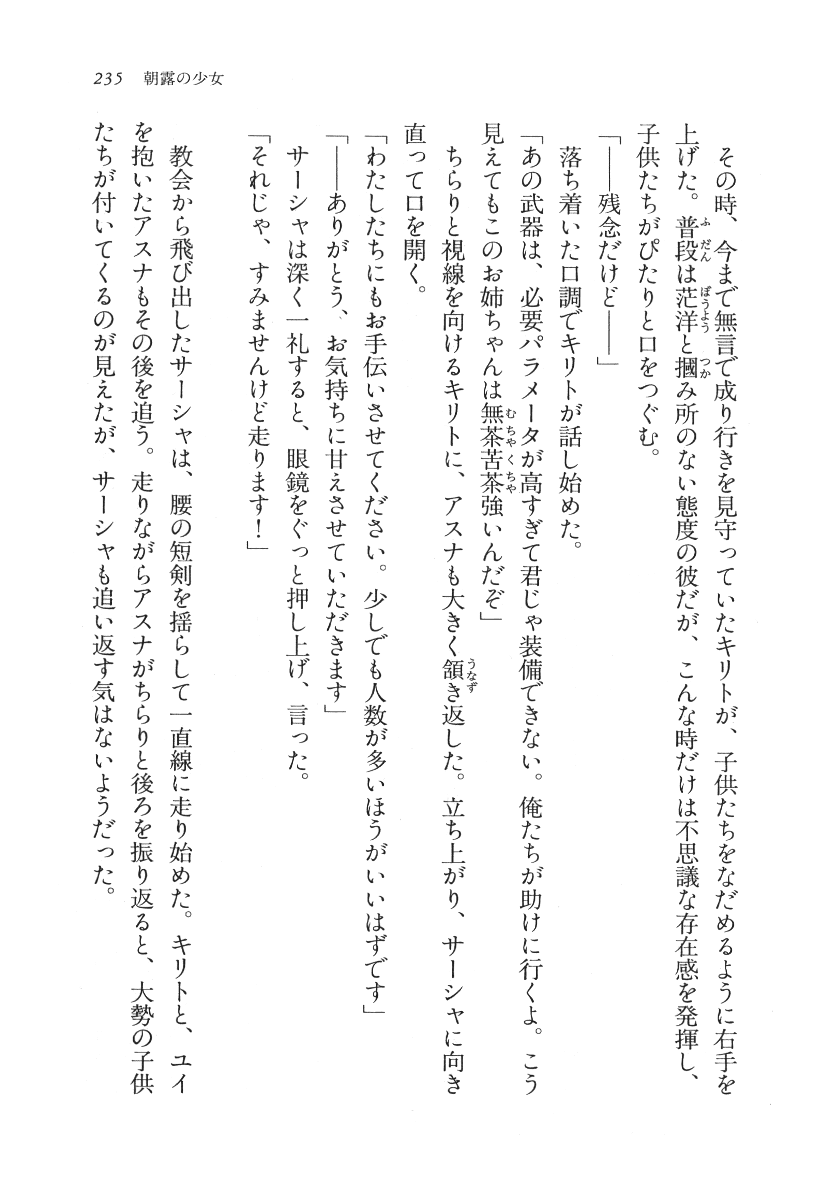 235 朝露の少女
その時、今まで無言で成り行きを見守っていたキリトが、子供たちをなだめるように右手を
上げた。普段は茫洋と摑み所のない態度の彼だが、こんな時だけは不思議な存在感を発揮し、
子供たちがぴたりと口をつぐむ。
「――残念だけど――」
落ち着いた口調でキリトが話し始めた。
「あの武器は、必要パラメータが高すぎて君じゃ装備できない。俺たちが助けに行くよ。こう
見えてもこのお姉ちゃんは無茶苦茶強いんだぞ」
ちらりと視線を向けるキリトに、アスナも大きく頷き返した。立ち上がり、サーシャに向き
直って口を開く。
「わたしたちにもお手伝いさせてください。少しでも人数が多いほうがいいはずです」
「――ありがとう、お気持ちに甘えさせていただきます」
サーシャは深く一礼すると、眼鏡をぐっと押し上げ、言った。
「それじゃ、すみませんけど走ります！」
教会から飛び出したサーシャは、腰の短剣を揺らして一直線に走り始めた。キリトと、ユイ
を抱いたアスナもその後を追う。走りながらアスナがちらりと後ろを振り返ると、大勢の子供
たちが付いてくるのが見えたが、サーシャも追い返す気はないようだった。